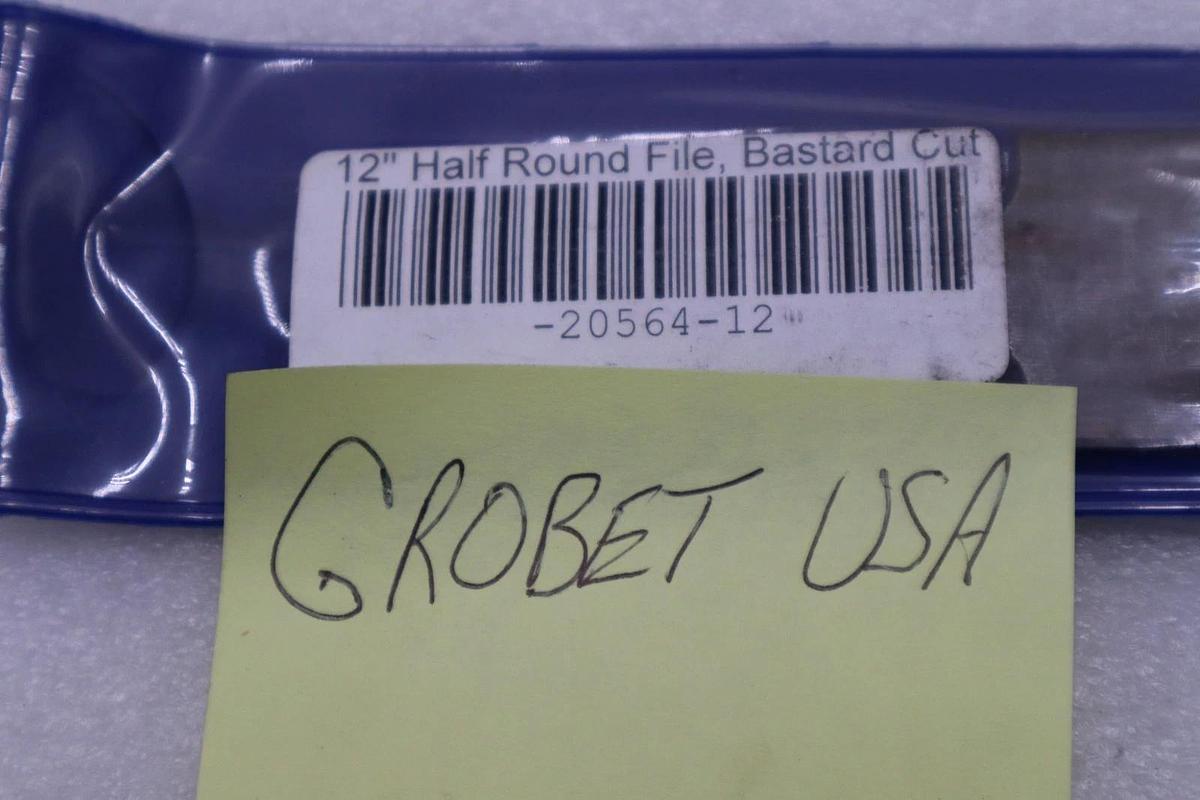 12" Half Round File, Bastard Cut
-20564-12
GROBET USA